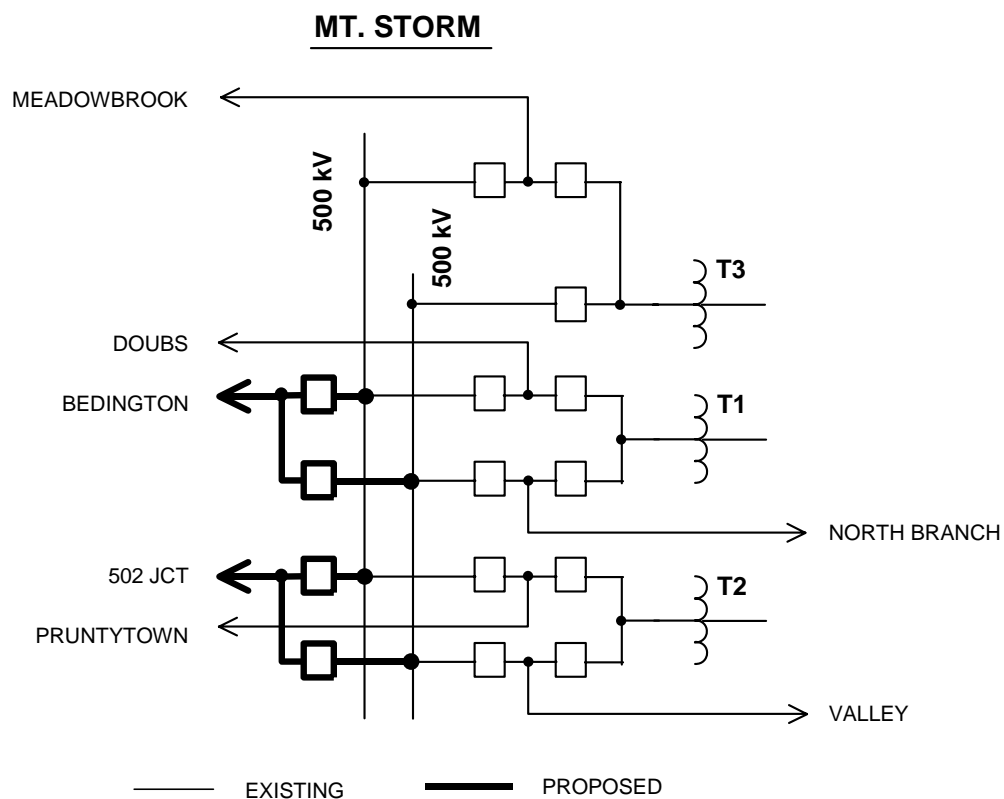 MT. STORM
MEADOWBROOK
500 kV
500 kV
T3
DOUBS
BEDINGTON
T1
NORTH BRANCH
502 JCT
T2
PRUNTYTOWN
VALLEY
EXISTING
PROPOSED